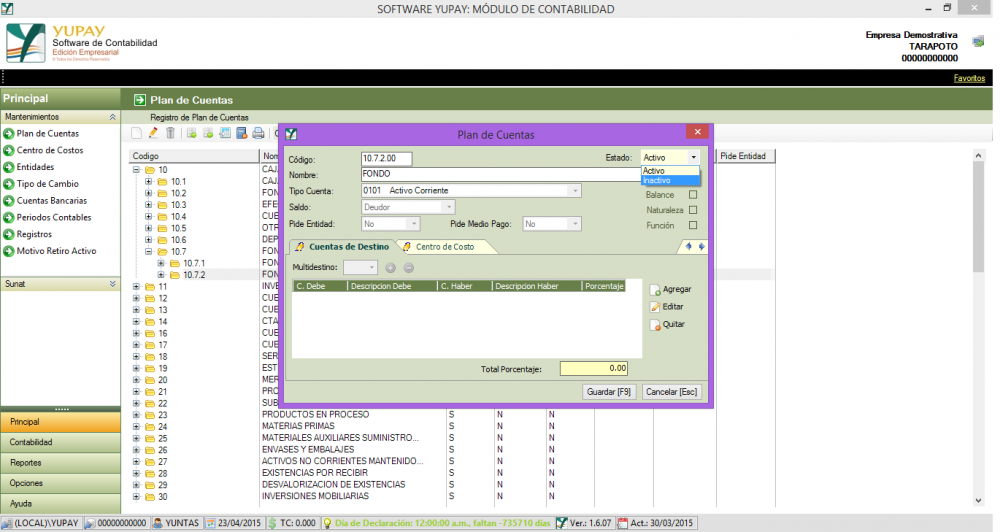 SOFTWARE YUPAY: MÓDULO DE CONTABILIDAD
YUPAY
Software de Contabilidad
Edición Empresarial
© Todos los Derechos Reservados
Empresa Demostrativa
TARAPOTO
00000000000
Favoritos
Principal
Plan de Cuentas
Mantenimientos
Registro de Plan de Cuentas
Plan de Cuentas
Centro de Costos
Entidades
Tipo de Cambio
Cuentas Bancarias
Periodos Contables
Registros
Motivo Retiro Activo
Sunat
Principal
Contabilidad
Reportes
Opciones
Ayuda
Codigo
Nom
Pide Entidad
10 CAJ
10.1 CAJ
10.2 FON
10.3 EFE
10.4 CUE
10.5 OTR
10.6 DEP
10.7 FON
10.7.1 FON
10.7.2 FON
11 INVE
12 CUE
13 CUE
14 CTA
16 CUE
17 CUE
18 SER
19 EST
20 MER
21 PRO
22 SUB
23 PRODUCTOS EN PROCESO S N N
24 MATERIAS PRIMAS S N N
25 MATERIALES AUXILIARES SUMINISTRO... S N N
26 ENVASES Y EMBALAJES S N N
27 ACTIVOS NO CORRIENTES MANTENIDO... S N N
28 EXISTENCIAS POR RECIBIR S N N
29 DESVALORIZACION DE EXISTENCIAS S N N
30 INVERSIONES MOBILIARIAS S N N
Plan de Cuentas
Código: 10.7.2.00 Estado: Activo
Activo
Inactivo
Nombre: FONDO
Tipo Cuenta: 0101 Activo Corriente
Balance
Saldo: Deudor
Naturaleza
Pide Entidad: No Pide Medio Pago: No
Función
Cuentas de Destino Centro de Costo
Multidestino:
C. Debe Descripcion Debe C. Haber Descripcion Haber Porcentaje
Agregar
Editar
Quitar
Total Porcentaje: 0.00
Guardar [F9] Cancelar [Esc]
(LOCAL)\YUPAY 00000000000 YUNTAS 23/04/2015 TC: 0.000 Día de Declaración: 12:00:00 a.m., faltan -735710 días Ver.: 1.6.07 Act.: 30/03/2015